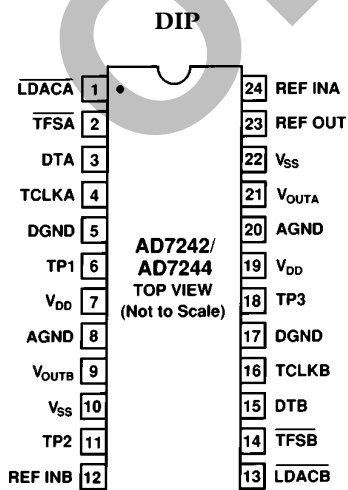 DIP
LDACA 1
TFSA 2
DTA 3
TCLKA 4
DGND 5
TP1 6
VDD 7
AGND 8
VOUTB 9
VSS 10
TP2 11
REF INB 12
AD7242/
AD7244
TOP VIEW
(Not to Scale)
24 REF INA
23 REF OUT
22 VSS
21 VOUTA
20 AGND
19 VDD
18 TP3
17 DGND
16 TCLKB
15 DTB
14 TFSB
13 LDACB